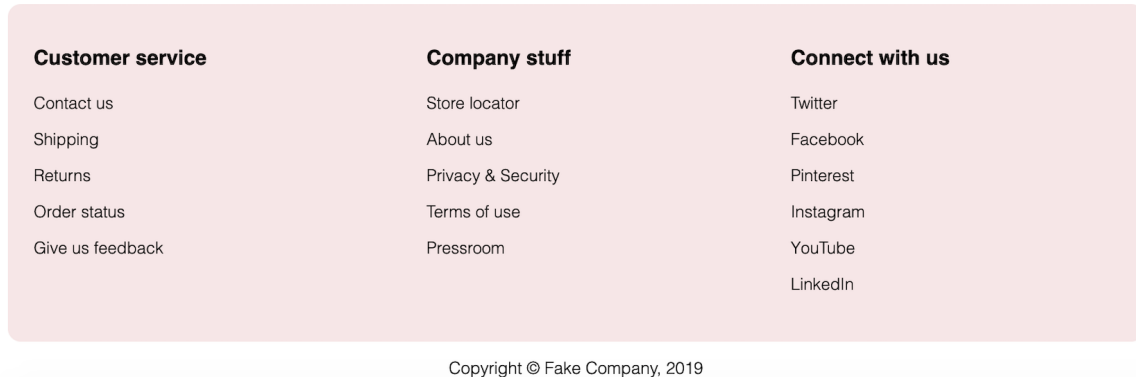 Customer service
Contact us
Shipping
Returns
Order status
Give us feedback
Company stuff
Store locator
About us
Privacy & Security
Terms of use
Pressroom
Connect with us
Twitter
Facebook
Pinterest
Instagram
YouTube
LinkedIn
Copyright © Fake Company, 2019